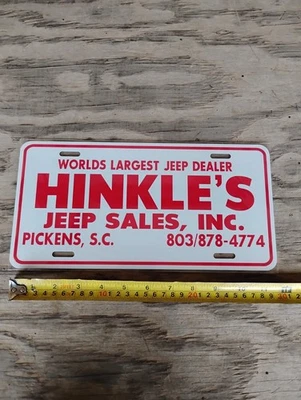 WORLDS LARGEST JEEP DEALER
HINKLE'S
JEEP SALES, INC.
PICKENS, S.C. 803/878-4774